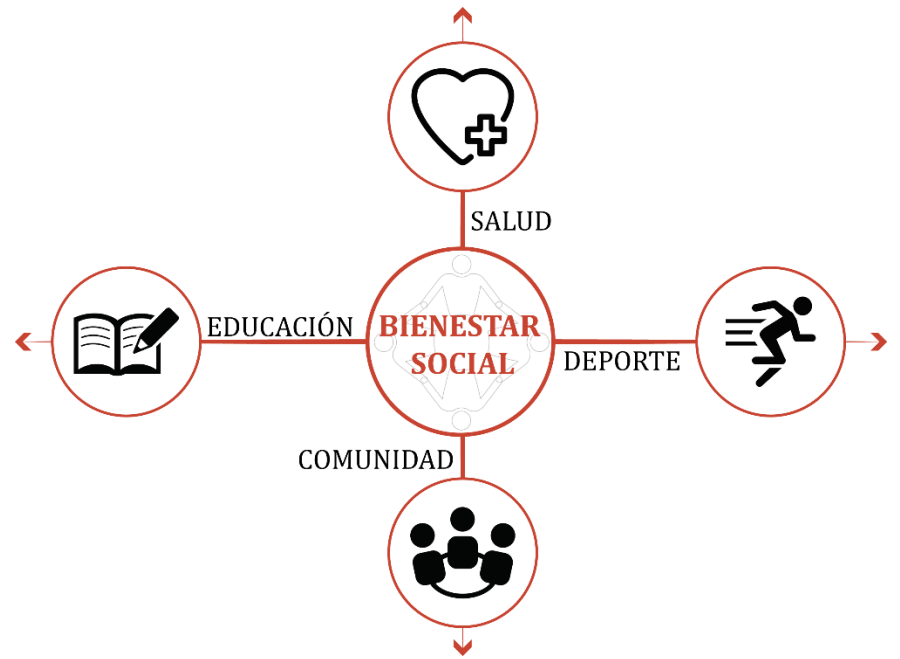 SALUD
EDUCACIÓN
BIENESTAR
SOCIAL
DEPORTE
COMUNIDAD